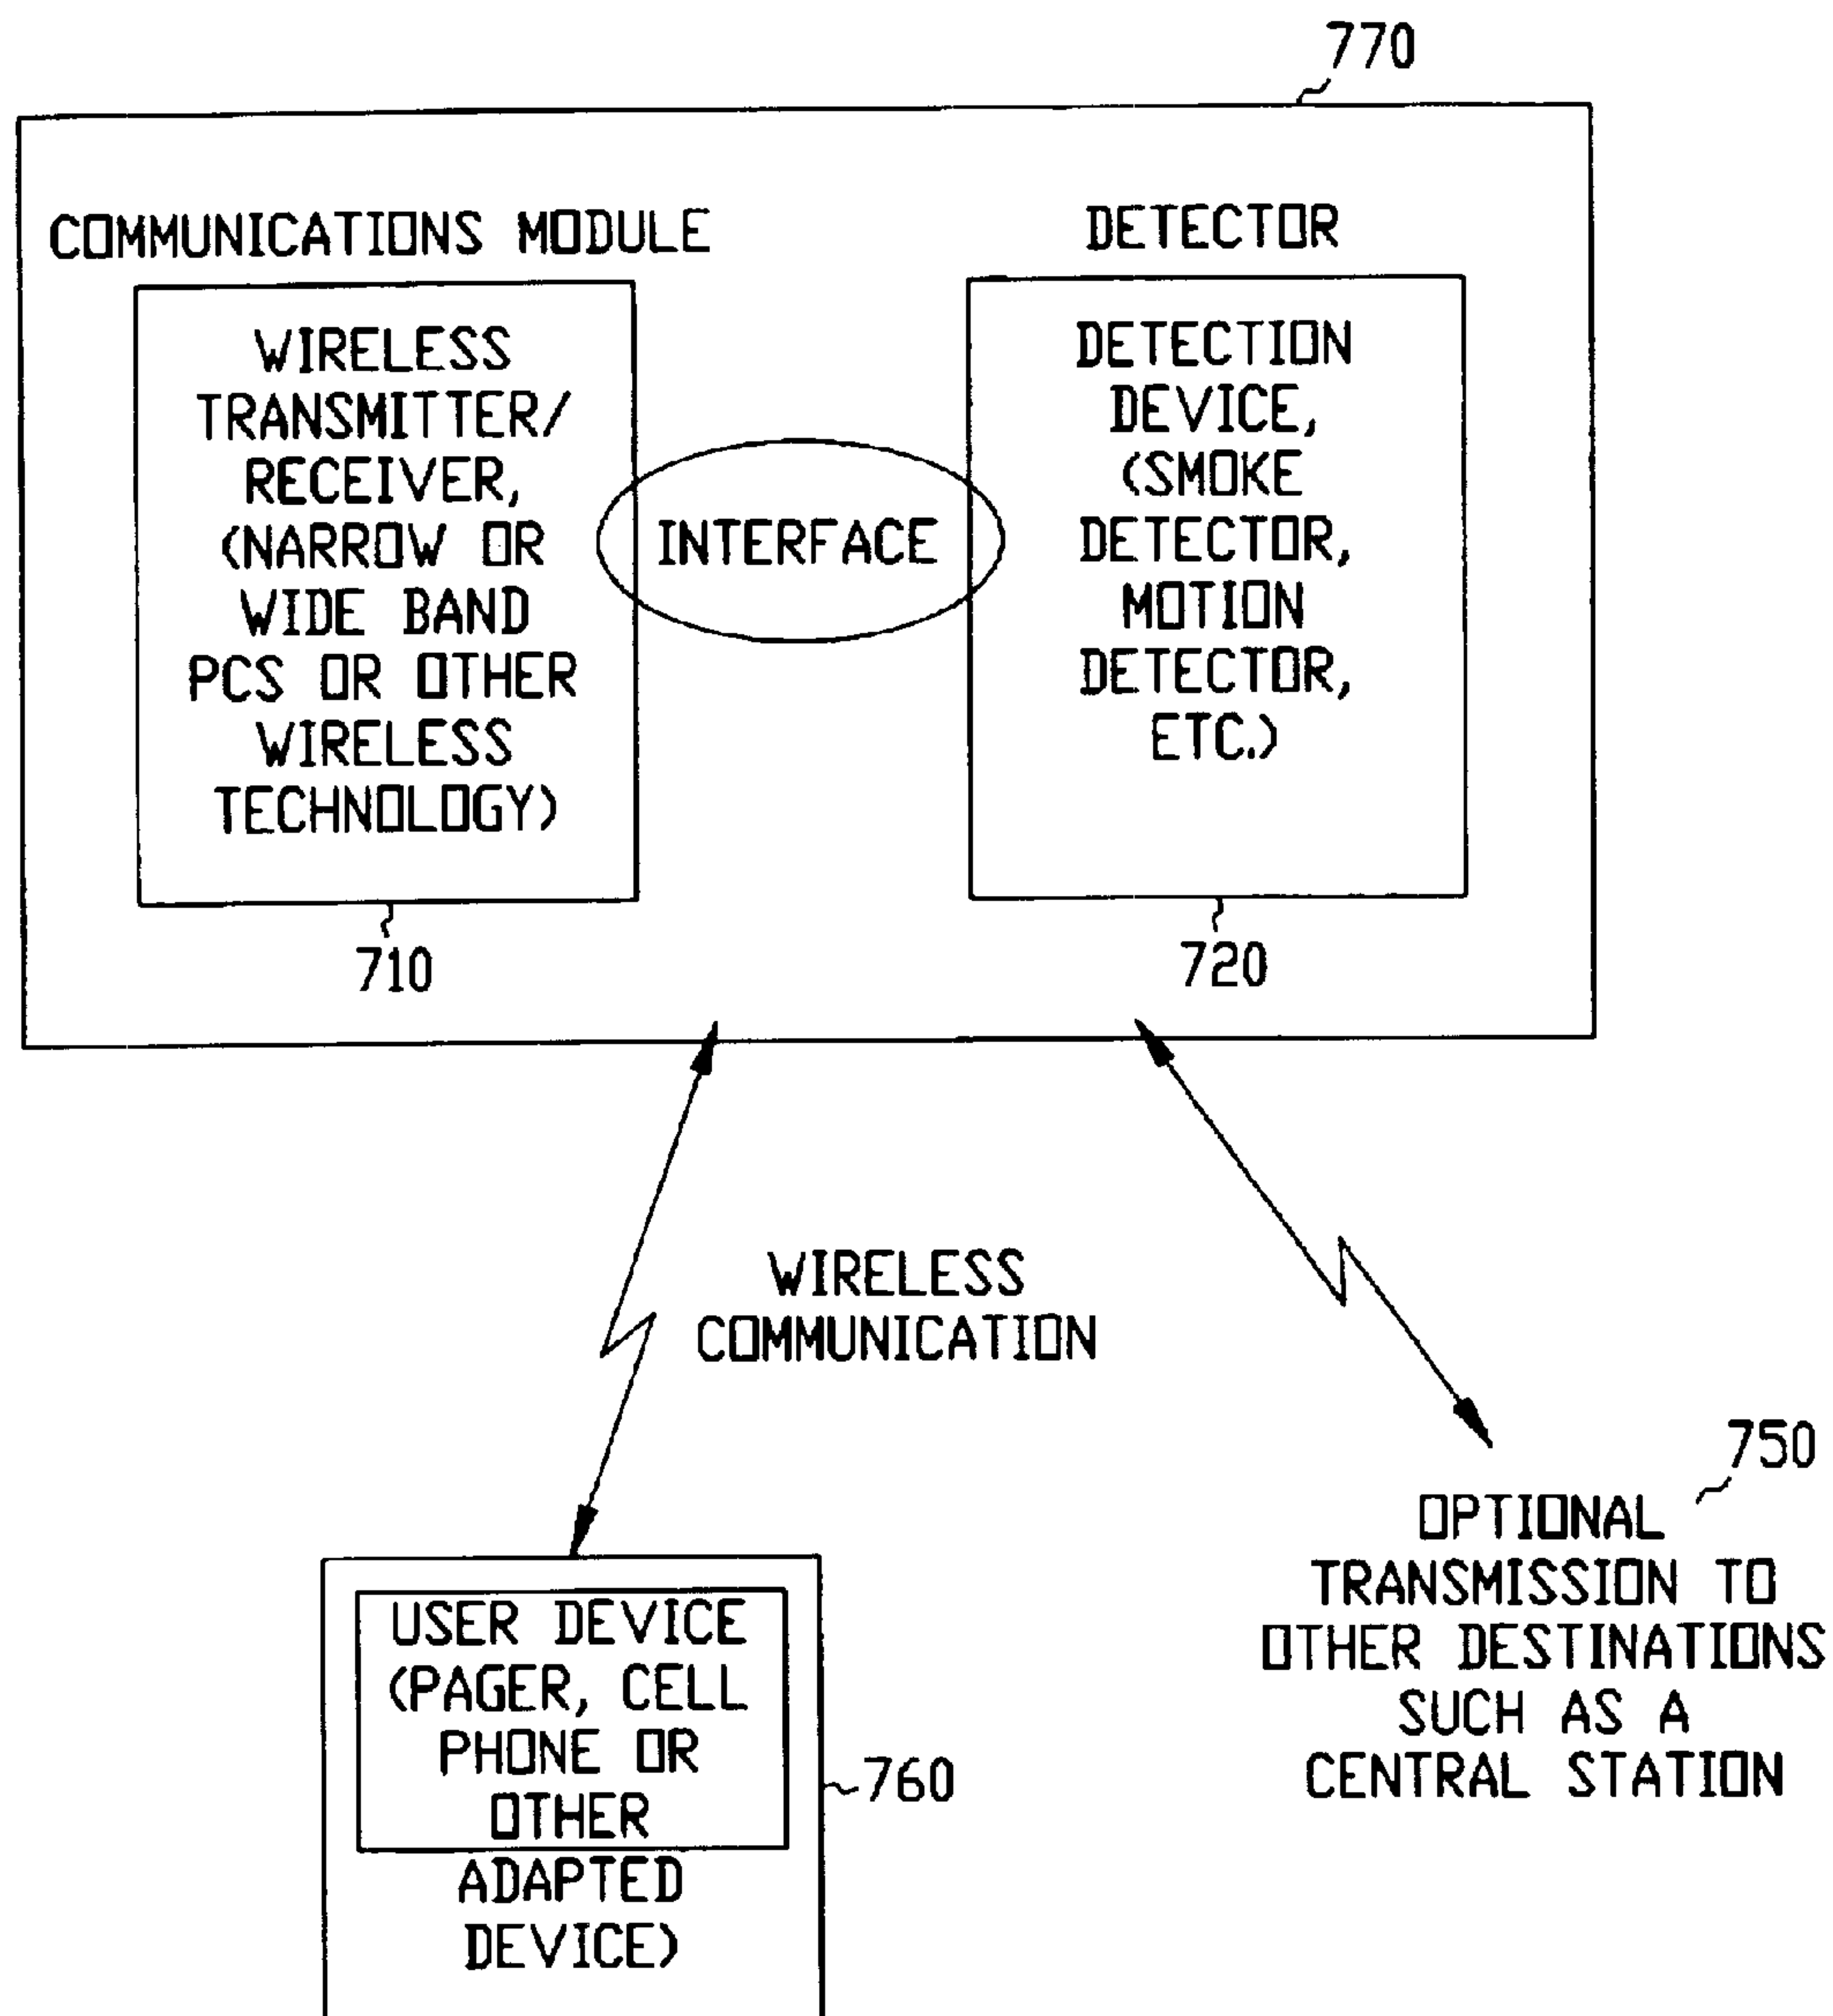 770
COMMUNICATIONS MODULE
WIRELESS
TRANSMITTER/
RECEIVER,
(NARROW OR
WIDE BAND
PCS OR OTHER
WIRELESS
TECHNOLOGY)
710
INTERFACE
DETECTOR
DETECTION
DEVICE,
(SMOKE
DETECTOR,
MOTION
DETECTOR,
ETC.)
720
WIRELESS
COMMUNICATION
750
OPTIONAL
TRANSMISSION TO
OTHER DESTINATIONS
SUCH AS A
CENTRAL STATION
USER DEVICE
(PAGER, CELL
PHONE OR
OTHER
ADAPTED
DEVICE)
760